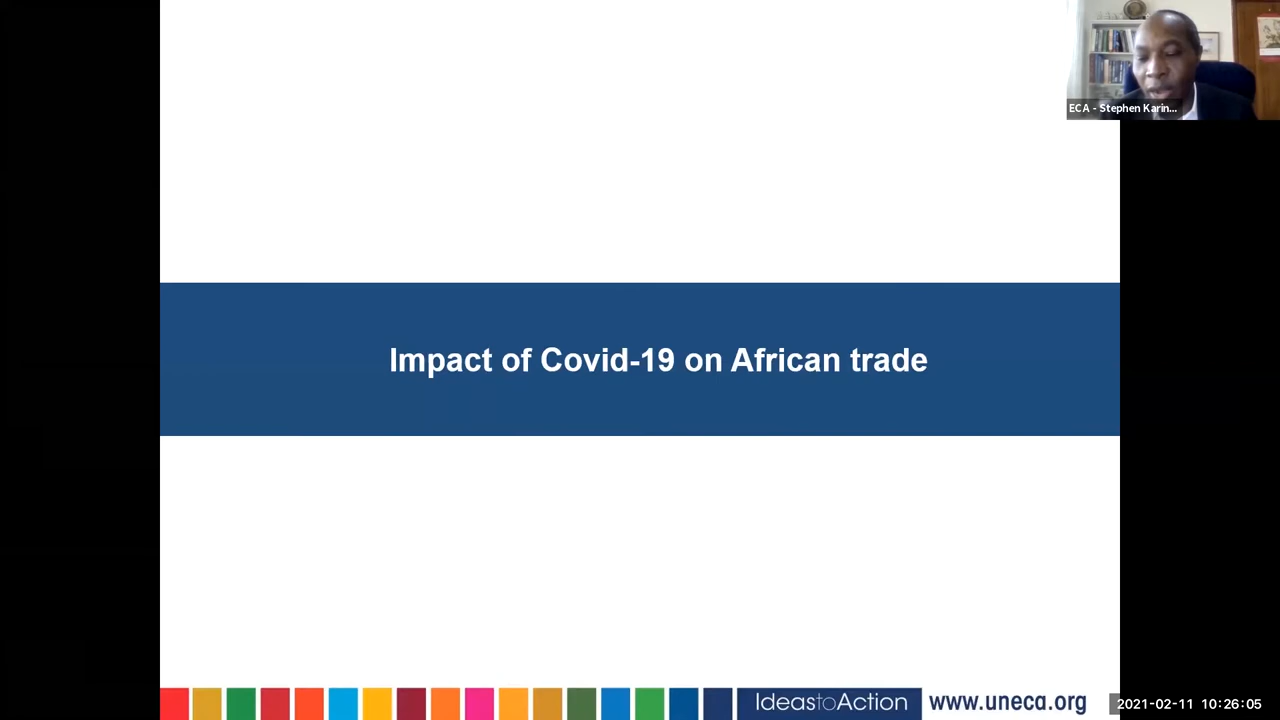 ECA - Stephen Karin...
Impact of Covid-19 on African trade
IdeastoAction
www.uneca.org
2021-02-11 10:26:05